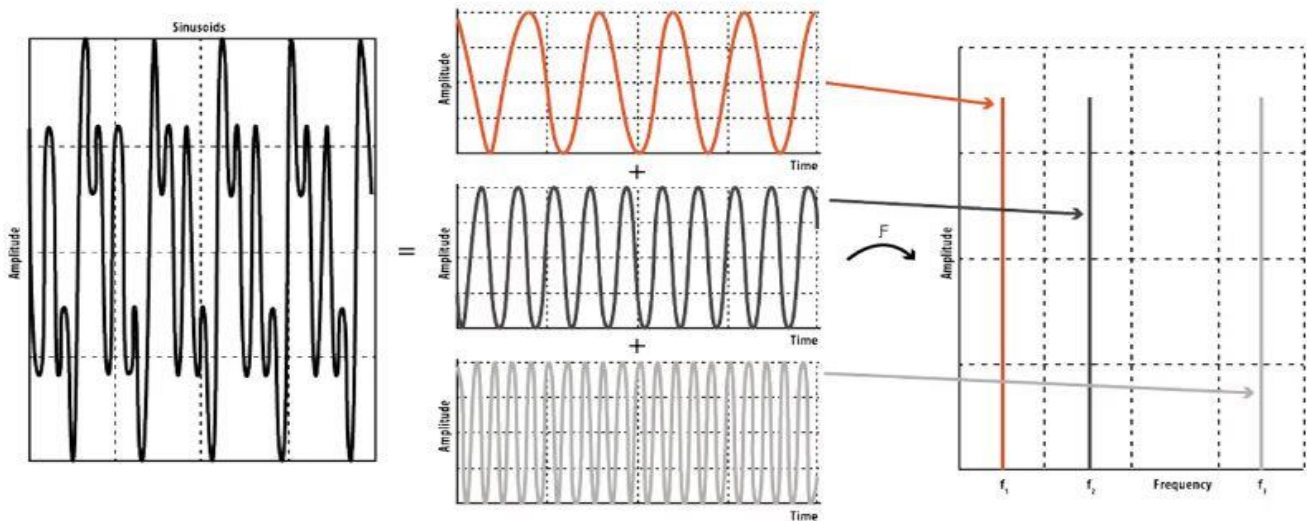 Sinusoids
Amplitude
=
Amplitude
Time
+
Amplitude
Time
+
Amplitude
Time
F
Amplitude
f₁
f₂
Frequency
f₃